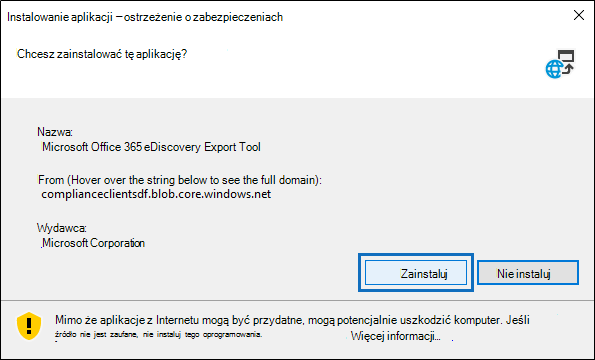 Instalowanie aplikacji — ostrzeżenie o zabezpieczeniach
Chcesz zainstalować tę aplikację?
Nazwa:
Microsoft Office 365 eDiscovery Export Tool
From (Hover over the string below to see the full domain):
complianceclientsdf.blob.core.windows.net
Wydawca:
Microsoft Corporation
Zainstaluj
Nie instaluj
Mimo że aplikacje z Internetu mogą być przydatne, mogą potencjalnie uszkodzić komputer. Jeśli
źródło nie jest zaufane, nie instaluj tego oprogramowania. Więcej informacji...